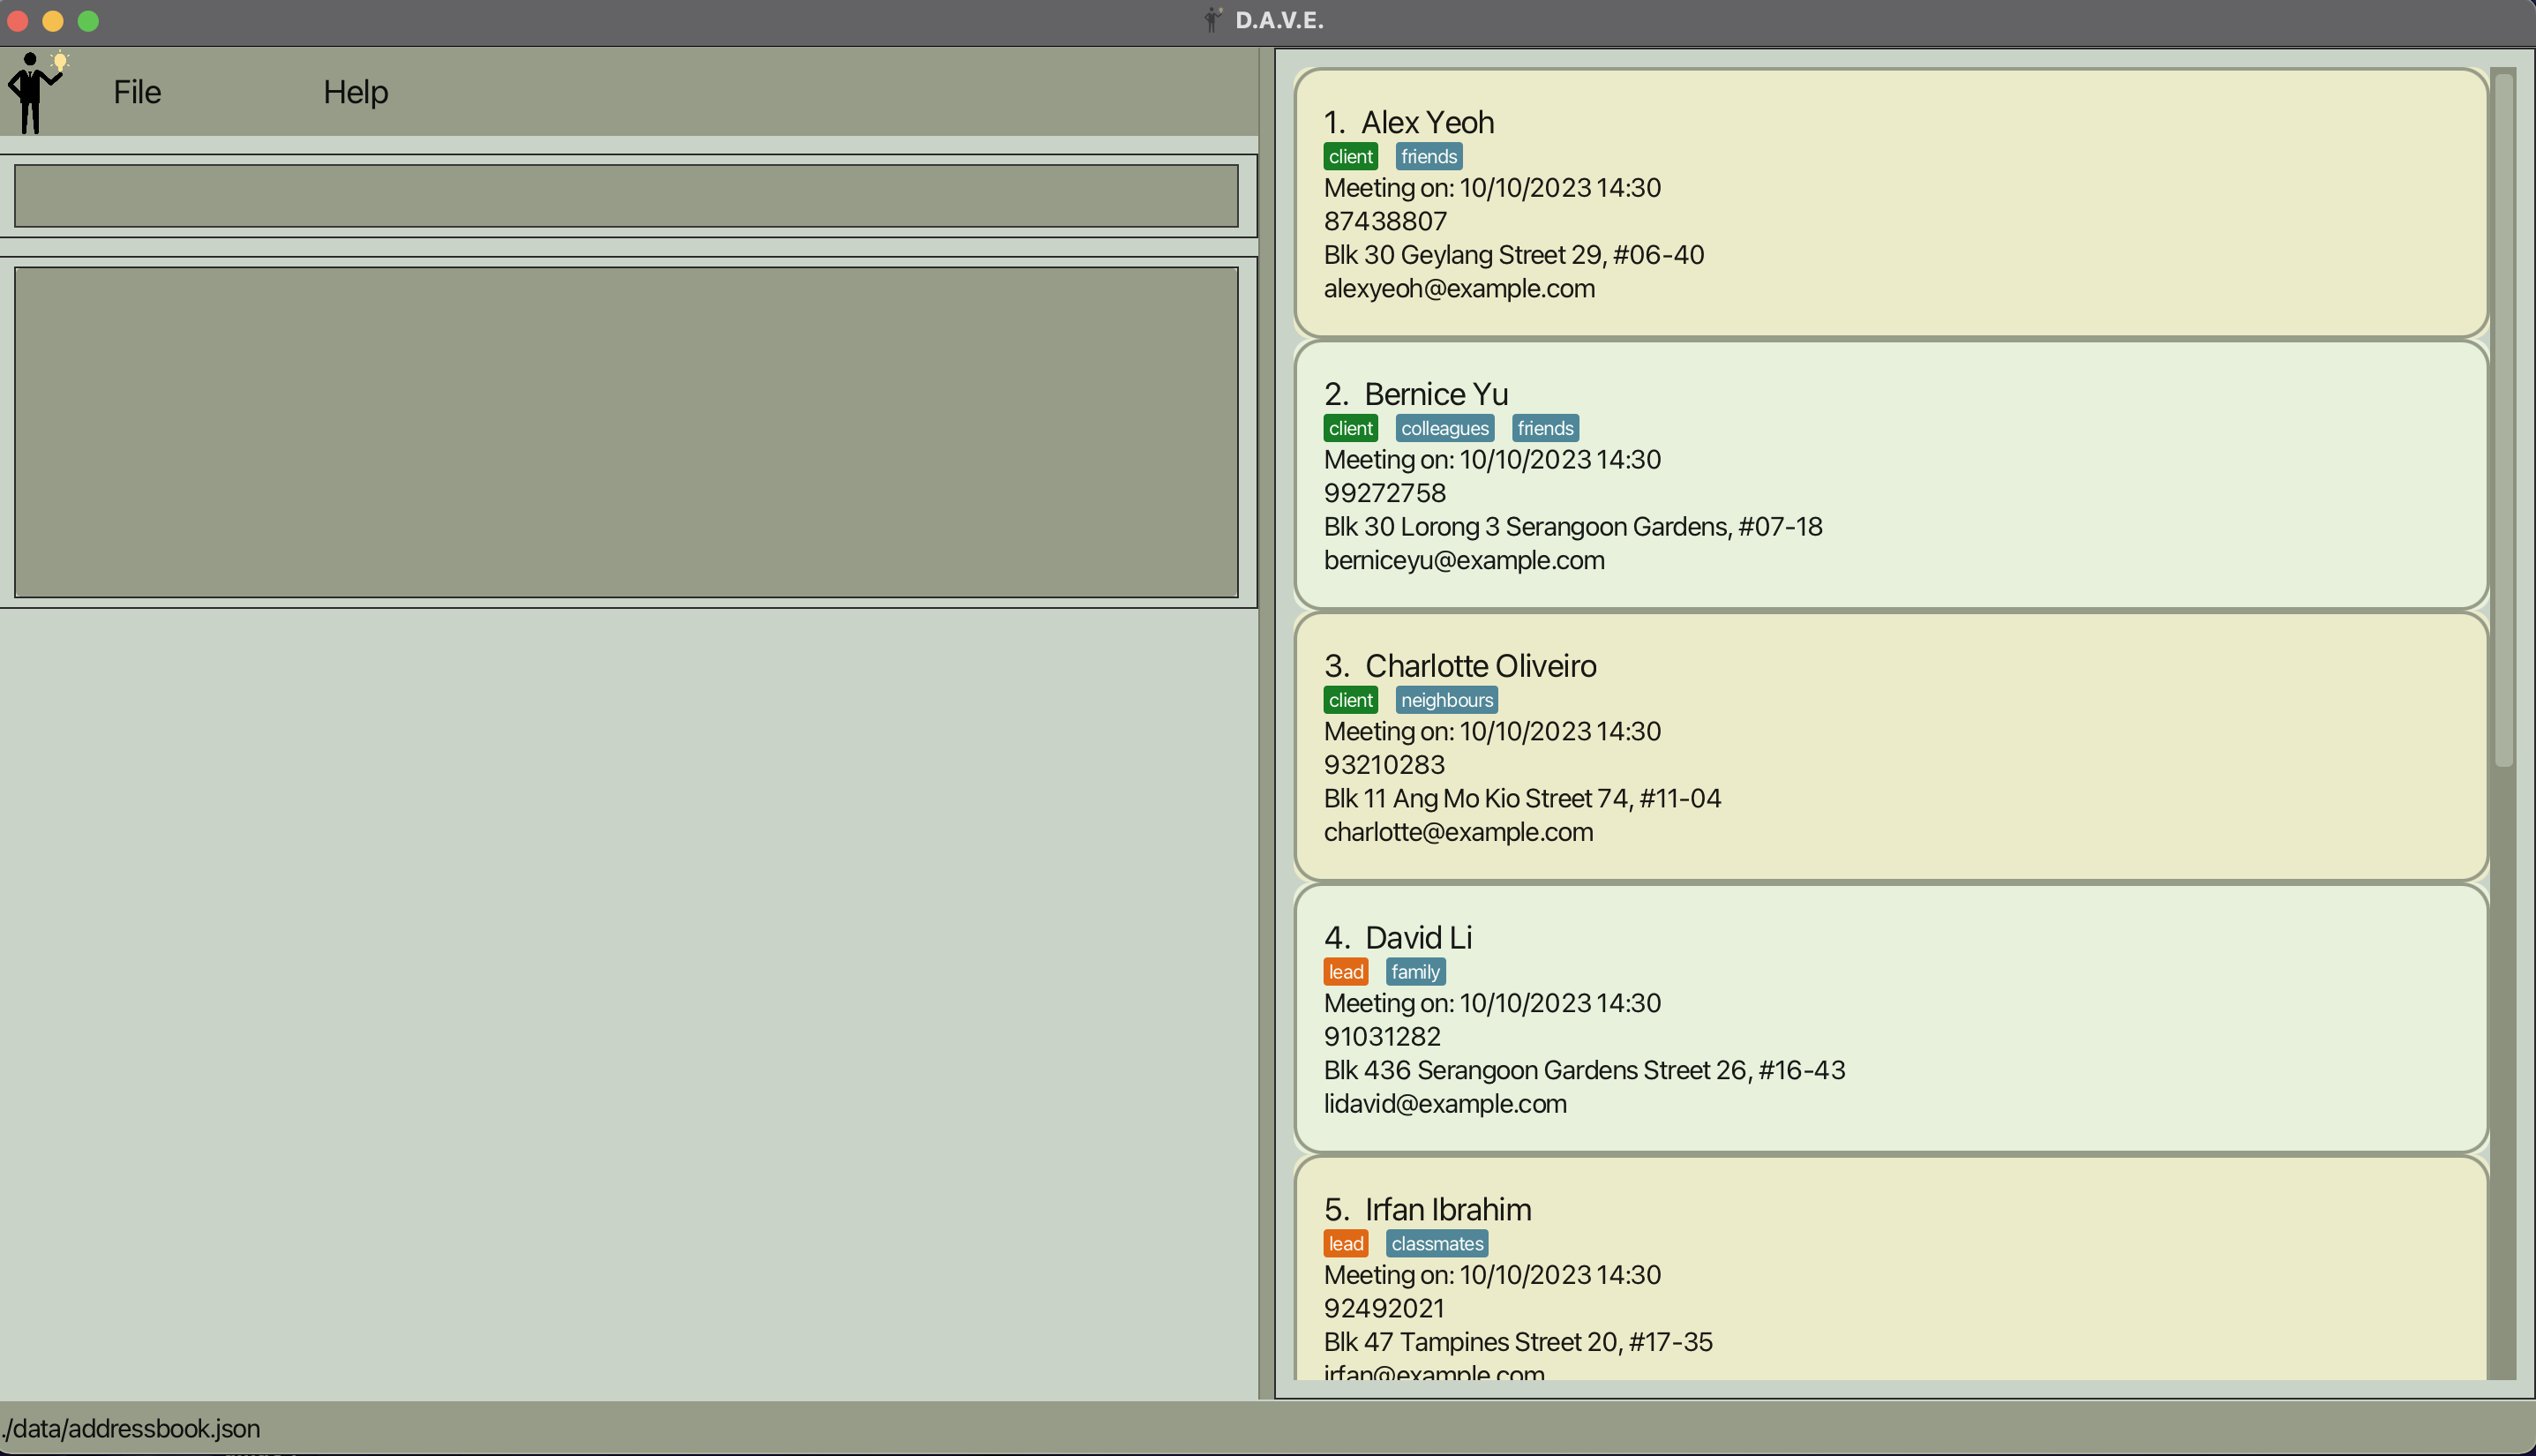 D.A.V.E.
File Help
1. Alex Yeoh
client friends
Meeting on: 10/10/2023 14:30
87438807
Blk 30 Geylang Street 29, #06-40
alexyeoh@example.com
2. Bernice Yu
client colleagues friends
Meeting on: 10/10/2023 14:30
99272758
Blk 30 Lorong 3 Serangoon Gardens, #07-18
berniceyu@example.com
3. Charlotte Oliveiro
client neighbours
Meeting on: 10/10/2023 14:30
93210283
Blk 11 Ang Mo Kio Street 74, #11-04
charlotte@example.com
4. David Li
lead family
Meeting on: 10/10/2023 14:30
91031282
Blk 436 Serangoon Gardens Street 26, #16-43
lidavid@example.com
5. Irfan Ibrahim
lead classmates
Meeting on: 10/10/2023 14:30
92492021
Blk 47 Tampines Street 20, #17-35
irfan@example.com
./data/addressbook.json